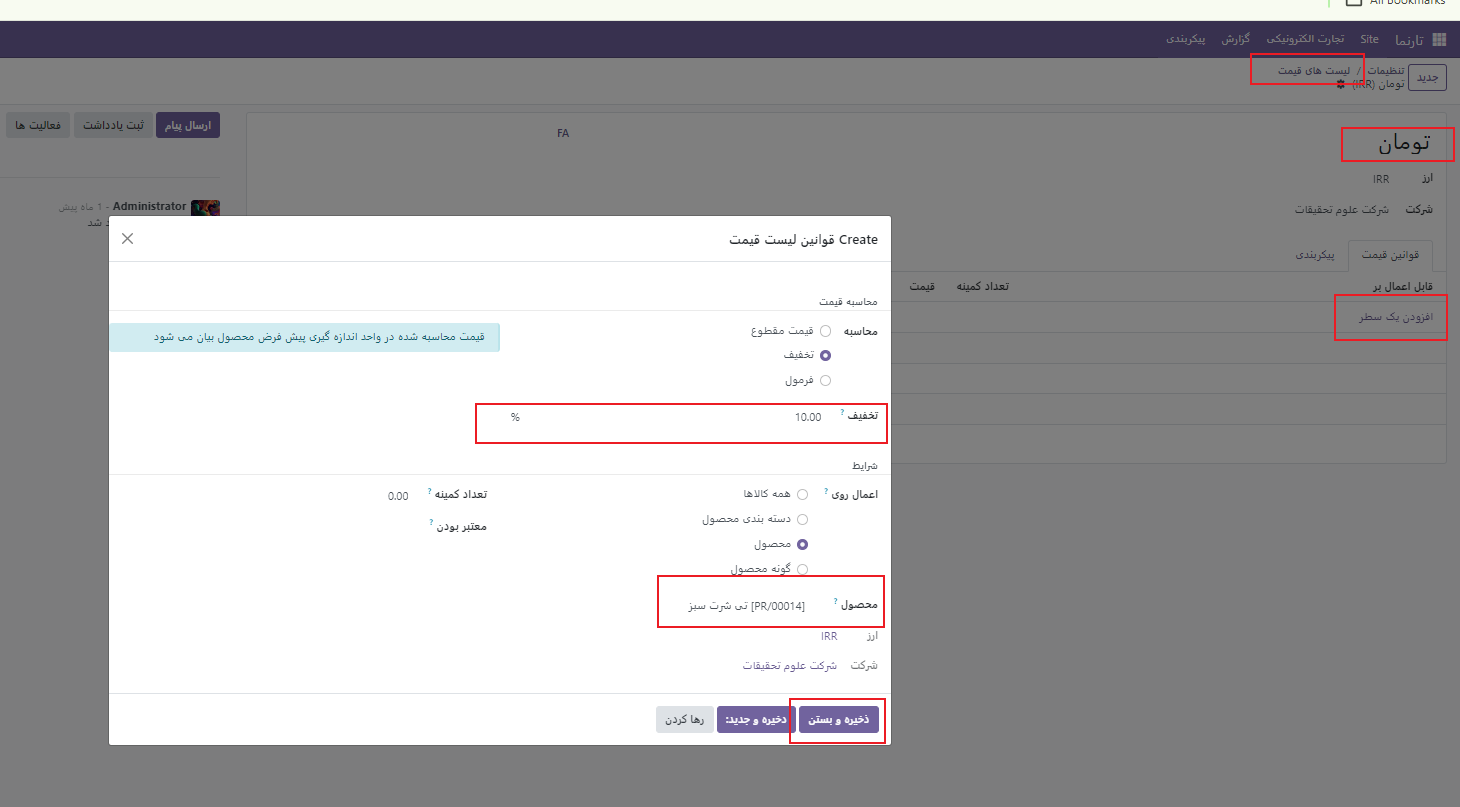 All Bookmarks
تارنما Site تجارت الکترونیکی گزارش پیکربندی
جدید
تنظیمات / لیست های قیمت
تومان (IRR)
ارسال پیام ثبت یادداشت فعالیت ها
FA
تومان
ارز IRR
شرکت شرکت علوم تحقیقات
Administrator - 1 ماه پیش
د شد
قوانین قیمت پیکربندی
قابل اعمال بر تعداد کمینه قیمت
افزودن یک سطر
Create قوانین لیست قیمت
محاسبه قیمت
محاسبه قیمت مقطوع
تخفیف
فرمول
قیمت محاسبه شده در واحد اندازه گیری پیش فرض محصول بیان می شود
تخفیف ? 10.00 %
شرایط
اعمال روی ? همه کالاها
دسته بندی محصول
محصول
گونه محصول
تعداد کمینه ? 0.00
معتبر بودن ?
محصول ? [PR/00014] تی شرت سبز
ارز IRR
شرکت شرکت علوم تحقیقات
ذخیره و بستن ذخیره و جدید: رها کردن